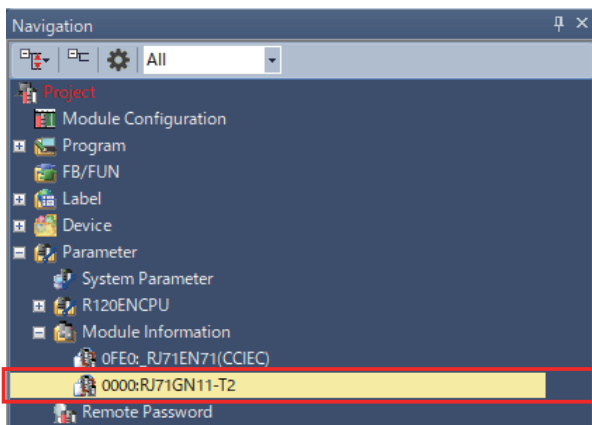 Navigation
All
Project
Module Configuration
Program
FB/FUN
Label
Device
Parameter
System Parameter
R120ENCPU
Module Information
0FE0:_RJ71EN71(CCIEC)
0000:RJ71GN11-T2
Remote Password